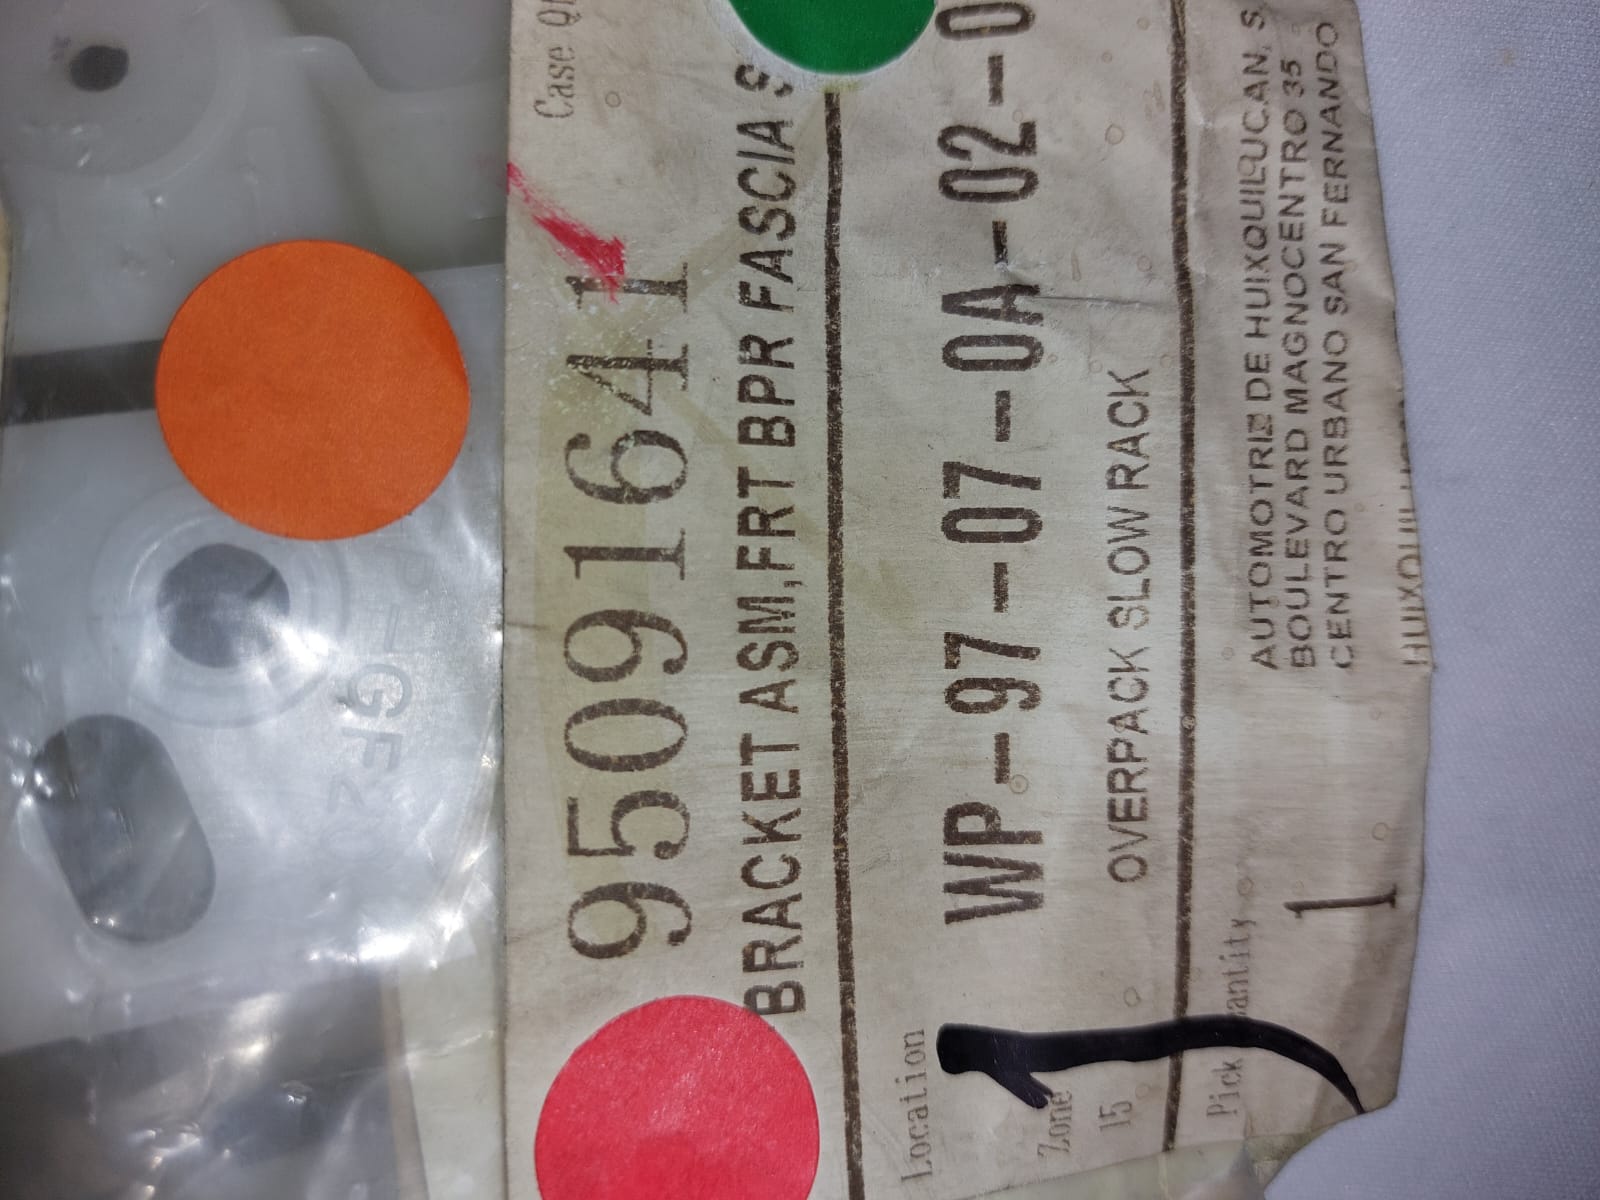 Case
95091641
BRACKET ASM,FRT BPR FASCIA
Location
WP-97-07-0A-02-0
Zone
15
OVERPACK SLOW RACK
Pick
1
AUTOMOTRIZ DE HUIXQUILUCAN, S.
BOULEVARD MAGNOCENTRO 35
CENTRO URBANO SAN FERNANDO
-GF